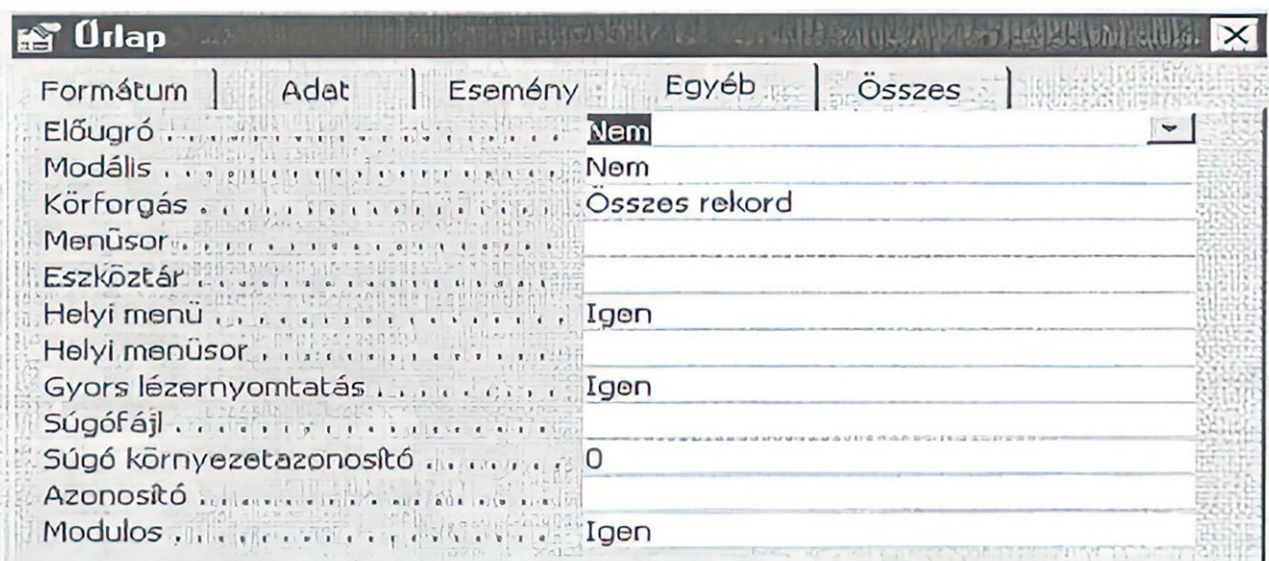 Űrlap
Formátum Adat Esemény Egyéb Összes
Előugró Nem
Modális Nem
Körforgás Összes rekord
Menüsor
Eszköztár
Helyi menü Igen
Helyi menüsor
Gyors lézernyomtatás Igen
Súgófájl
Súgó környezetazonosító 0
Azonosító
Modulos Igen